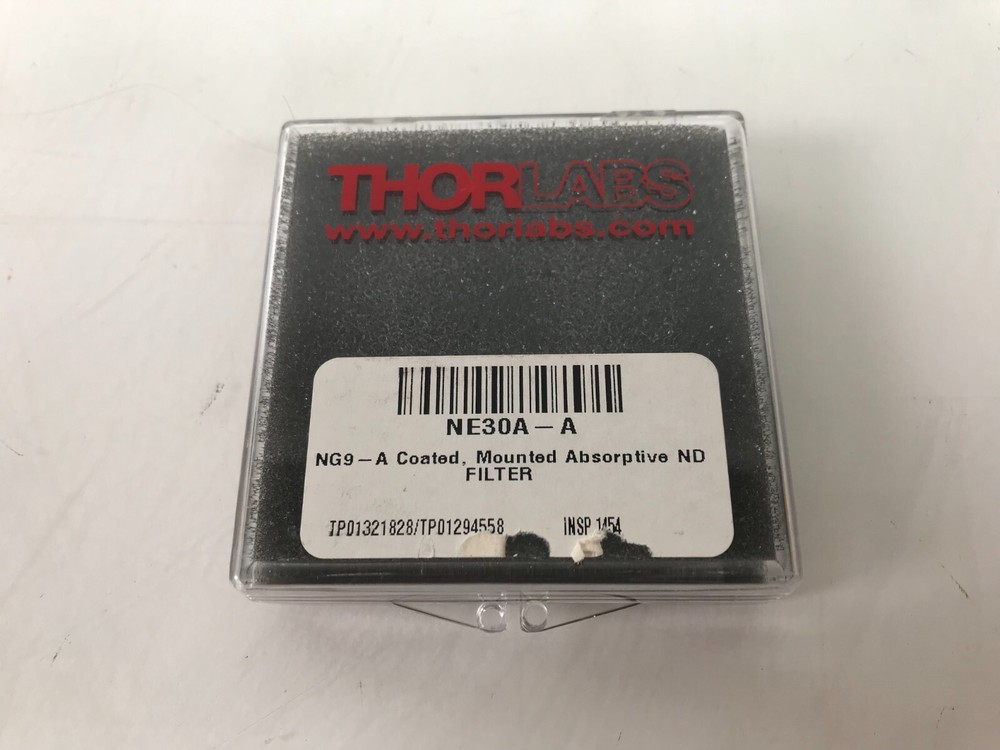 THORLABS
www.thorlabs.com
NE30A-A
NG9-A Coated, Mounted Absorptive ND
FILTER
TP01321828/TP01294558 INSP 1454